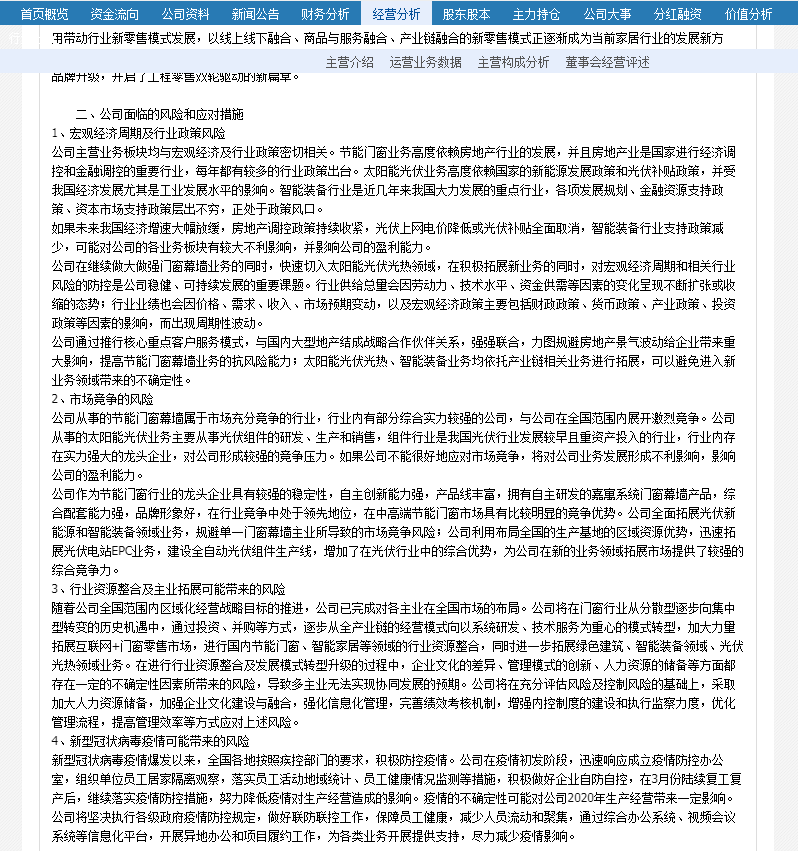 首页概览 资金流向 公司资料 新闻公告 财务分析 经营分析 股东股本 主力持仓 公司大事 分红融资 价值分析
用带动行业新零售模式发展，以线上线下融合、商品与服务融合、产业链融合的新零售模式正逐渐成为当前家居行业的发展新方
主营介绍 运营业务数据 主营构成分析 董事会经营评述
品牌升级，开启了工程零售双轮驱动的新篇章。
二、公司面临的风险和应对措施
1、宏观经济周期及行业政策风险
公司主营业务板块均与宏观经济及行业政策密切相关。节能门窗业务高度依赖房地产行业的发展，并且房地产业是国家进行经济调
控和金融调控的重要行业，每年都有较多的行业政策出台。太阳能光伏业务高度依赖国家的新能源发展政策和光伏补贴政策，并受
我国经济发展尤其是工业发展水平的影响。智能装备行业是近几年来我国大力发展的重点行业，各项发展规划、金融资源支持政
策、资本市场支持政策层出不穷，正处于政策风口。
如果未来我国经济增速大幅放缓，房地产调控政策持续收紧，光伏上网电价降低或光伏补贴全面取消，智能装备行业支持政策减
少，可能对公司的各业务板块有较大不利影响，并影响公司的盈利能力。
公司在继续做大做强门窗幕墙业务的同时，快速切入太阳能光伏光热领域，在积极拓展新业务的同时，对宏观经济周期和相关行业
风险的防控是公司稳健、可持续发展的重要课题。行业供给总量会因劳动力、技术水平、资金供需等因素的变化呈现不断扩张或收
缩的态势；行业业绩也会因价格、需求、收入、市场预期变动，以及宏观经济政策主要包括财政政策、货币政策、产业政策、投资
政策等因素的影响，而出现周期性波动。
公司通过推行核心重点客户服务模式，与国内大型地产结成战略合作伙伴关系，强强联合，力图规避房地产景气波动给企业带来重
大影响，提高节能门窗幕墙业务的抗风险能力；太阳能光伏光热、智能装备业务均依托产业链相关业务进行拓展，可以避免进入新
业务领域带来的不确定性。
2、市场竞争的风险
公司从事的节能门窗幕墙属于市场充分竞争的行业，行业内有部分综合实力较强的公司，与公司在全国范围内展开激烈竞争。公司
从事的太阳能光伏业务主要从事光伏组件的研发、生产和销售，组件行业是我国光伏行业发展较早且重资产投入的行业，行业内存
在实力强大的龙头企业，对公司形成较强的竞争压力。如果公司不能很好地应对市场竞争，将对公司业务发展形成不利影响，影响
公司的盈利能力。
公司作为节能门窗行业的龙头企业具有较强的稳定性，自主创新能力强，产品线丰富，拥有自主研发的嘉寓系统门窗幕墙产品，综
合配套能力强，品牌形象好，在行业竞争中处于领先地位，在中高端节能门窗市场具有比较明显的竞争优势。公司全面拓展光伏新
能源和智能装备领域业务，规避单一门窗幕墙主业所导致的市场竞争风险；公司利用布局全国的生产基地的区域资源优势，迅速拓
展光伏电站EPC业务，建设全自动光伏组件生产线，增加了在光伏行业中的综合优势，为公司在新的业务领域拓展市场提供了较强的
综合竞争力。
3、行业资源整合及主业拓展可能带来的风险
随着公司全国范围内区域化经营战略目标的推进，公司已完成对各主业在全国市场的布局。公司将在门窗行业从分散型逐步向集中
型转变的历史机遇中，通过投资、并购等方式，逐步从全产业链的经营模式向以系统研发、技术服务为重心的模式转型，加大力量
拓展互联网+门窗零售市场，进行国内节能门窗、智能家居等领域的行业资源整合，同时进一步拓展绿色建筑、智能装备领域、光伏
光热领域业务。在进行行业资源整合及发展模式转型升级的过程中，企业文化的差异、管理模式的创新、人力资源的储备等方面都
存在一定的不确定性因素所带来的风险，导致多主业无法实现协同发展的预期。公司将在充分评估风险及控制风险的基础上，采取
加大人力资源储备，加强企业文化建设与融合，强化信息化管理，完善绩效考核机制，增强内控制度的建设和执行监察力度，优化
管理流程，提高管理效率等方式应对上述风险。
4、新型冠状病毒疫情可能带来的风险
新型冠状病毒疫情爆发以来，全国各地按照疾控部门的要求，积极防控疫情。公司在疫情初发阶段，迅速响应成立疫情防控办公
室，组织单位员工居家隔离观察，落实员工活动地域统计、员工健康情况监测等措施，积极做好企业自防自控，在3月份陆续复工复
产后，继续落实疫情防控措施，努力降低疫情对生产经营造成的影响。疫情的不确定性可能对公司2020年生产经营带来一定影响。
公司将坚决执行各级政府疫情防控规定，做好联防联控工作，保障员工健康，减少人员流动和聚集，通过综合办公系统、视频会议
系统等信息化平台，开展异地办公和项目履约工作，为各类业务开展提供支持，尽力减少疫情影响。